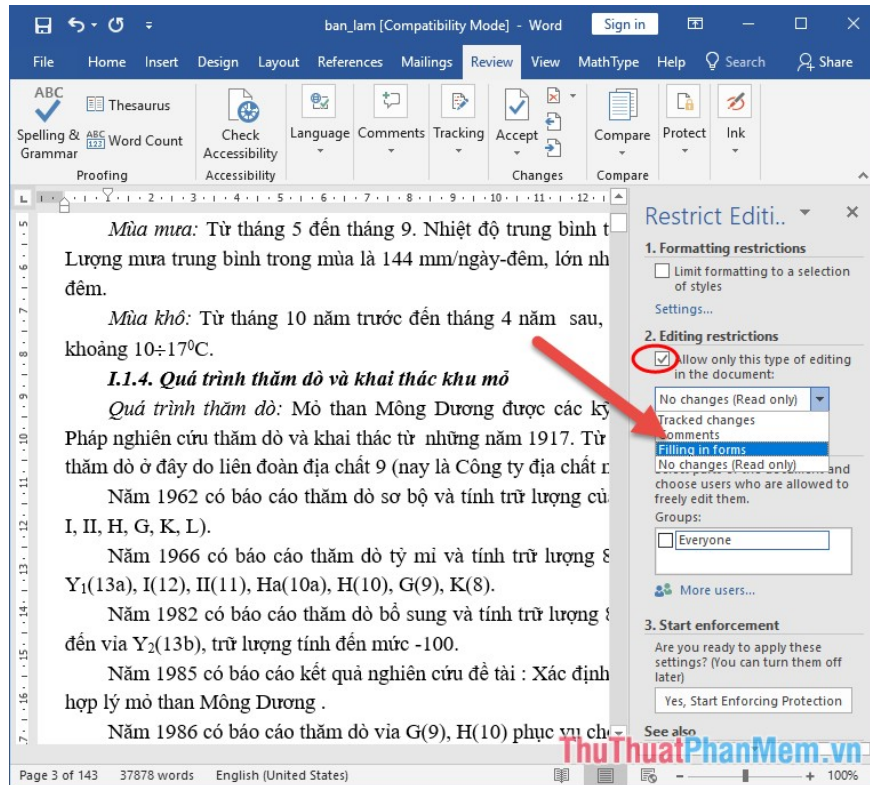 ban_lam [Compatibility Mode] - Word
Sign in
File Home Insert Design Layout References Mailings Review View MathType Help Search Share
ABC
Spelling & Grammar
Thesaurus
ABC 123 Word Count
Check Accessibility
Language
Comments
Tracking
Accept
Compare
Protect
Ink
Proofing
Accessibility
Changes
Compare
1 2 3 4 5 6 7 8 9 10 11 12
Mùa mưa: Từ tháng 5 đến tháng 9. Nhiệt độ trung bình t
Lượng mưa trung bình trong mùa là 144 mm/ngày-đêm, lớn nh
đêm.
Mùa khô: Từ tháng 10 năm trước đến tháng 4 năm sau,
khoảng 10÷17⁰C.
I.1.4. Quá trình thăm dò và khai thác khu mỏ
Quá trình thăm dò: Mỏ than Mông Dương được các kỹ
Pháp nghiên cứu thăm dò và khai thác từ những năm 1917. Từ
thăm dò ở đây do liên đoàn địa chất 9 (nay là Công ty địa chất
Năm 1962 có báo cáo thăm dò sơ bộ và tính trữ lượng củ
I, II, H, G, K, L).
Năm 1966 có báo cáo thăm dò tỷ mỉ và tính trữ lượng
Y₁(13a), I(12), II(11), Ha(10a), H(10), G(9), K(8).
Năm 1982 có báo cáo thăm dò bổ sung và tính trữ lượng
đến vỉa Y₂(13b), trữ lượng tính đến mức -100.
Năm 1985 có báo cáo kết quả nghiên cứu đề tài : Xác định
hợp lý mỏ than Mông Dương .
Năm 1986 có báo cáo thăm dò vỉa G(9), H(10) phục vụ ch
Restrict Editi..
1. Formatting restrictions
Limit formatting to a selection
of styles
Settings...
2. Editing restrictions
Allow only this type of editing
in the document:
No changes (Read only)
Tracked changes
Comments
Filling in forms
No changes (Read only)
choose users who are allowed to
freely edit them.
Groups:
Everyone
More users...
3. Start enforcement
Are you ready to apply these
settings? (You can turn them off
later)
Yes, Start Enforcing Protection
See also
ThuThuatPhanMem.vn
Page 3 of 143 37878 words English (United States) 100%